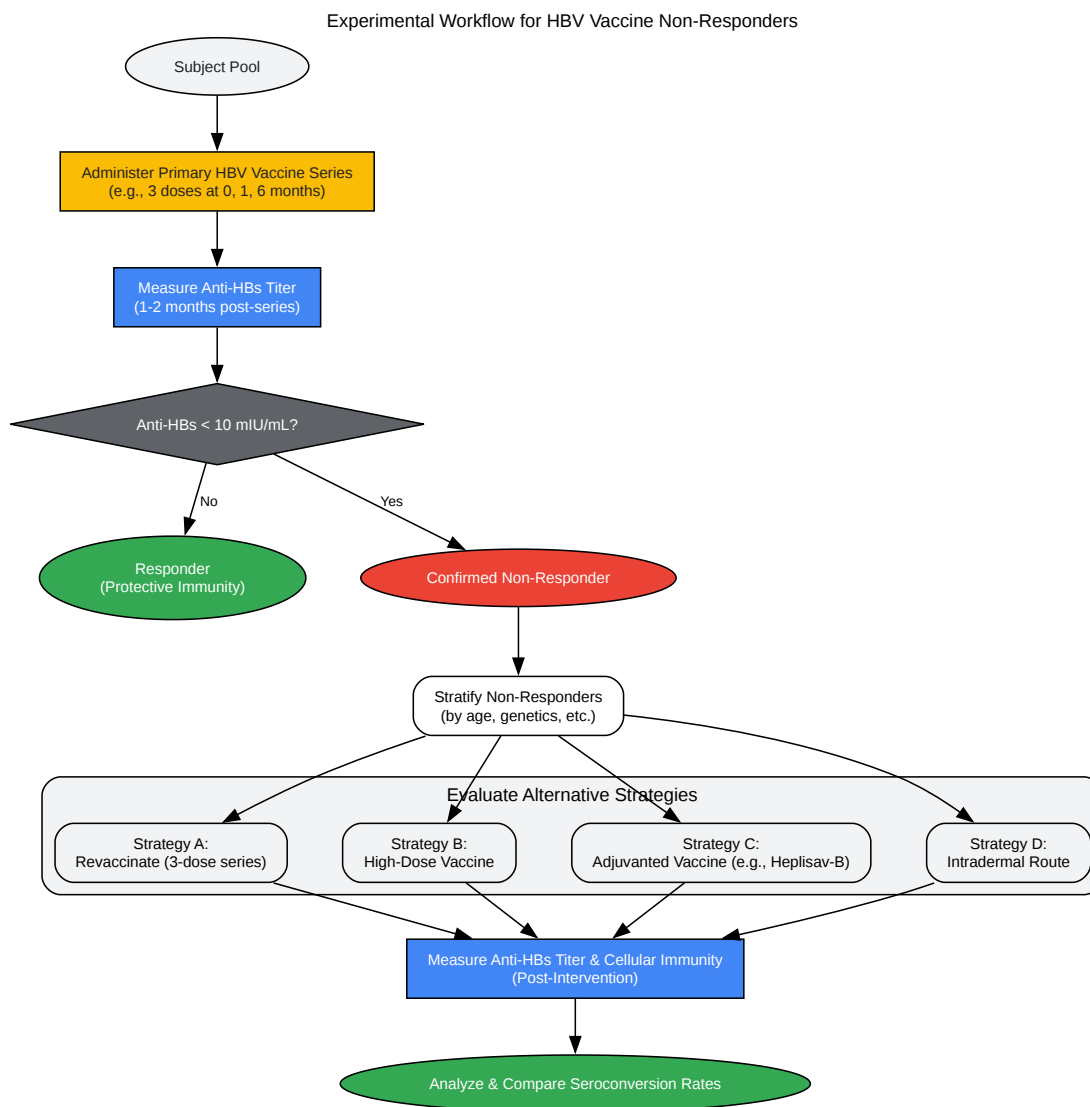 Experimental Workflow for HBV Vaccine Non-Responders
Subject Pool
Administer Primary HBV Vaccine Series
(e.g., 3 doses at 0, 1, 6 months)
Measure Anti-HBs Titer
(1-2 months post-series)
Anti-HBs < 10 mIU/mL?
No
Yes
Responder
(Protective Immunity)
Confirmed Non-Responder
Stratify Non-Responders
(by age, genetics, etc.)
Evaluate Alternative Strategies
Strategy A:
Revaccinate (3-dose series)
Strategy B:
High-Dose Vaccine
Strategy C:
Adjuvanted Vaccine (e.g., Heplisav-B)
Strategy D:
Intradermal Route
Measure Anti-HBs Titer & Cellular Immunity
(Post-Intervention)
Analyze & Compare Seroconversion Rates